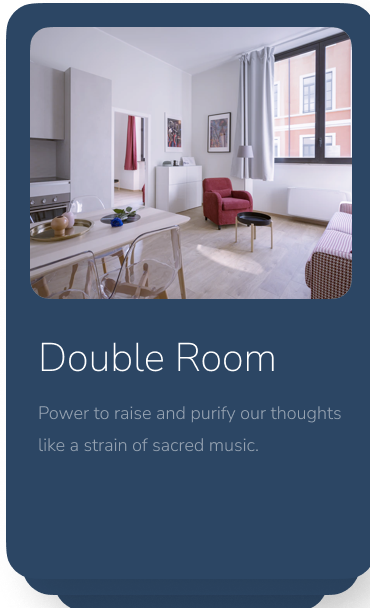 Double Room
Power to raise and purify our thoughts
like a strain of sacred music.